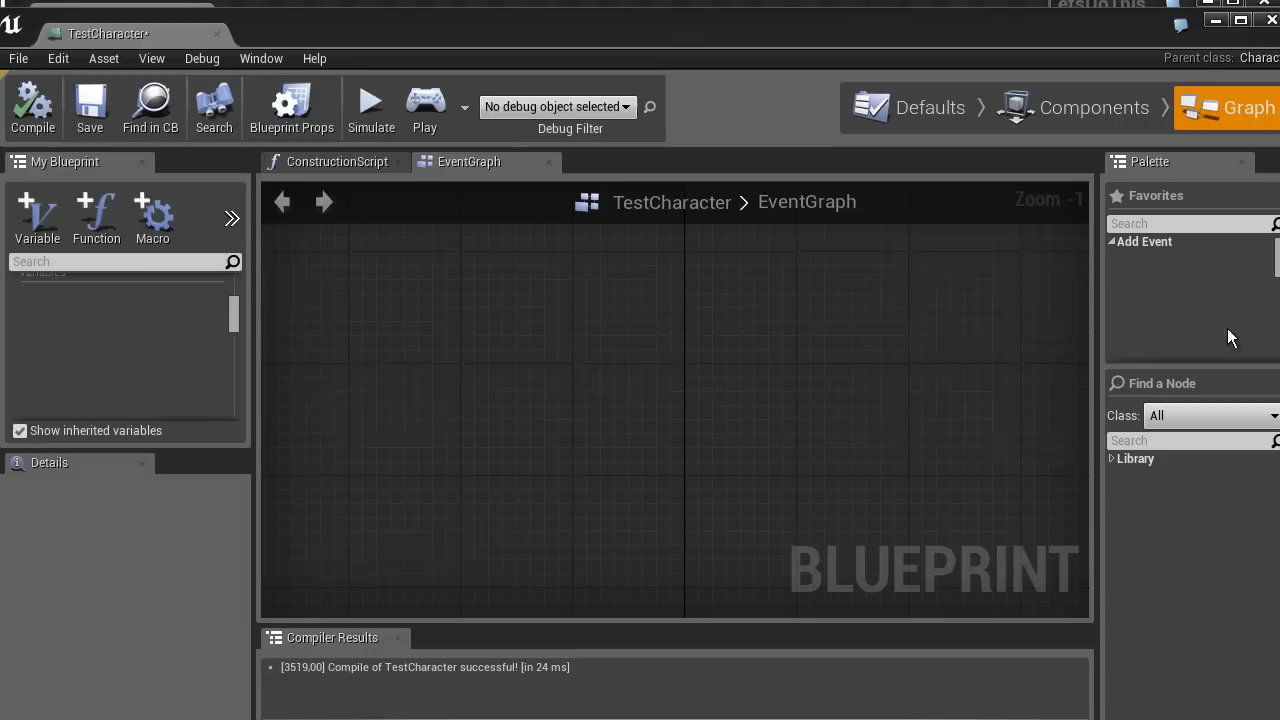 LetsDoThis
TestCharacter*
File Edit Asset View Debug Window Help
Parent class: Charac
Compile Save Find in CB Search Blueprint Props Simulate Play
No debug object selected
Debug Filter
Defaults Components Graph
My Blueprint
ConstructionScript EventGraph
Palette
Variable Function Macro
Search
Variables
Show inherited variables
Details
TestCharacter > EventGraph
Zoom -1
BLUEPRINT
Favorites
Search
Add Event
Find a Node
Class: All
Search
Library
Compiler Results
[3519,00] Compile of TestCharacter successful! [in 24 ms]